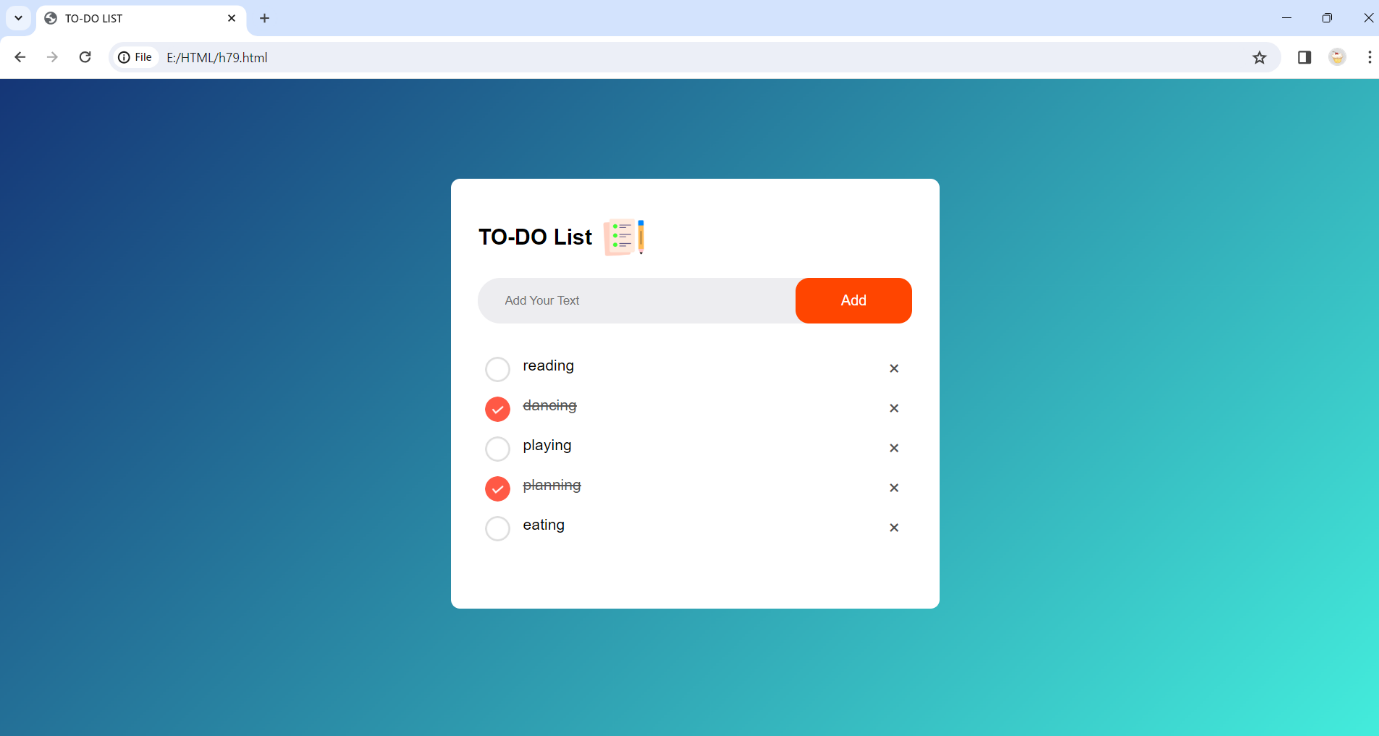 TO-DO LIST
File E:/HTML/h79.html
TO-DO List
Add Your Text Add
reading
dancing
playing
planning
eating